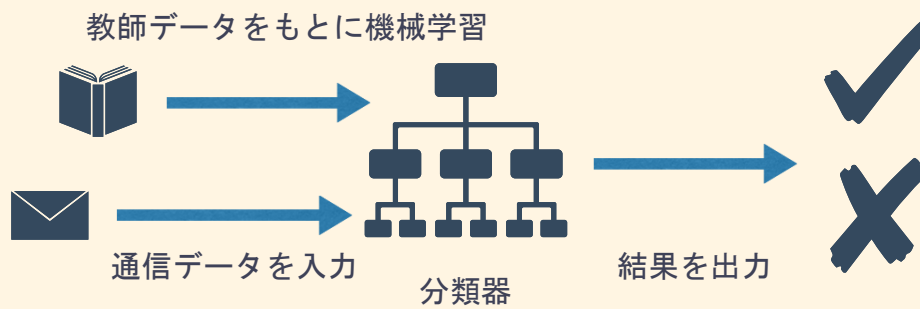 教師データをもとに機械学習
通信データを入力
分類器
結果を出力